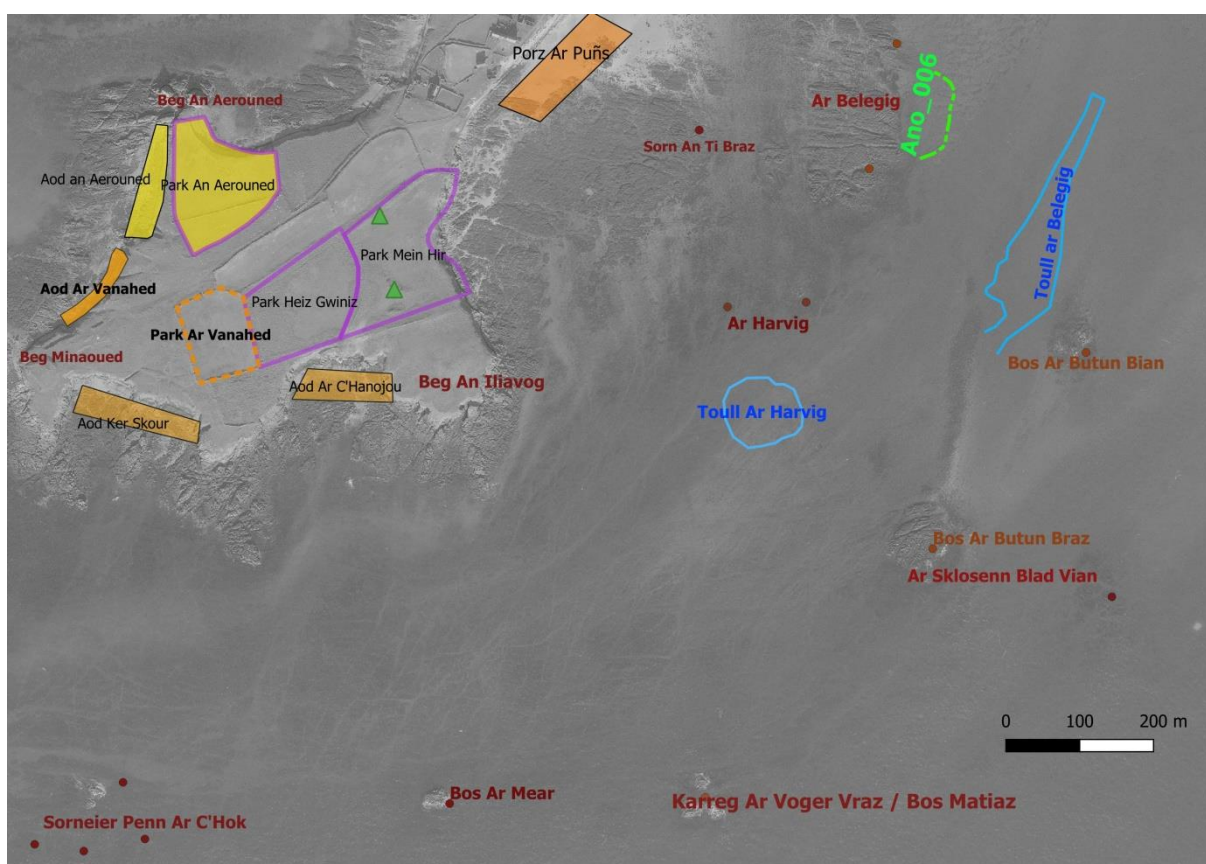 Porz Ar Puñs
Beg An Aerouned
Ar Belegig
Ano_006
Sorn An Ti Braz
Aod an Aerouned
Park An Aerouned
Toull ar Belegig
Park Mein Hir
Aod Ar Vanahed
Park Heiz Gwiniz
Ar Harvig
Park Ar Vanahed
Beg Minaoued
Bos Ar Butun Bian
Aod Ar C'Hanojou
Beg An Iliavog
Toull Ar Harvig
Aod Ker Skour
Bos Ar Butun Braz
Ar Sklosenn Blad Vian
0 100 200 m
Bos Ar Mear
Karreg Ar Voger Vraz / Bos Matiaz
Sorneier Penn Ar C'Hok